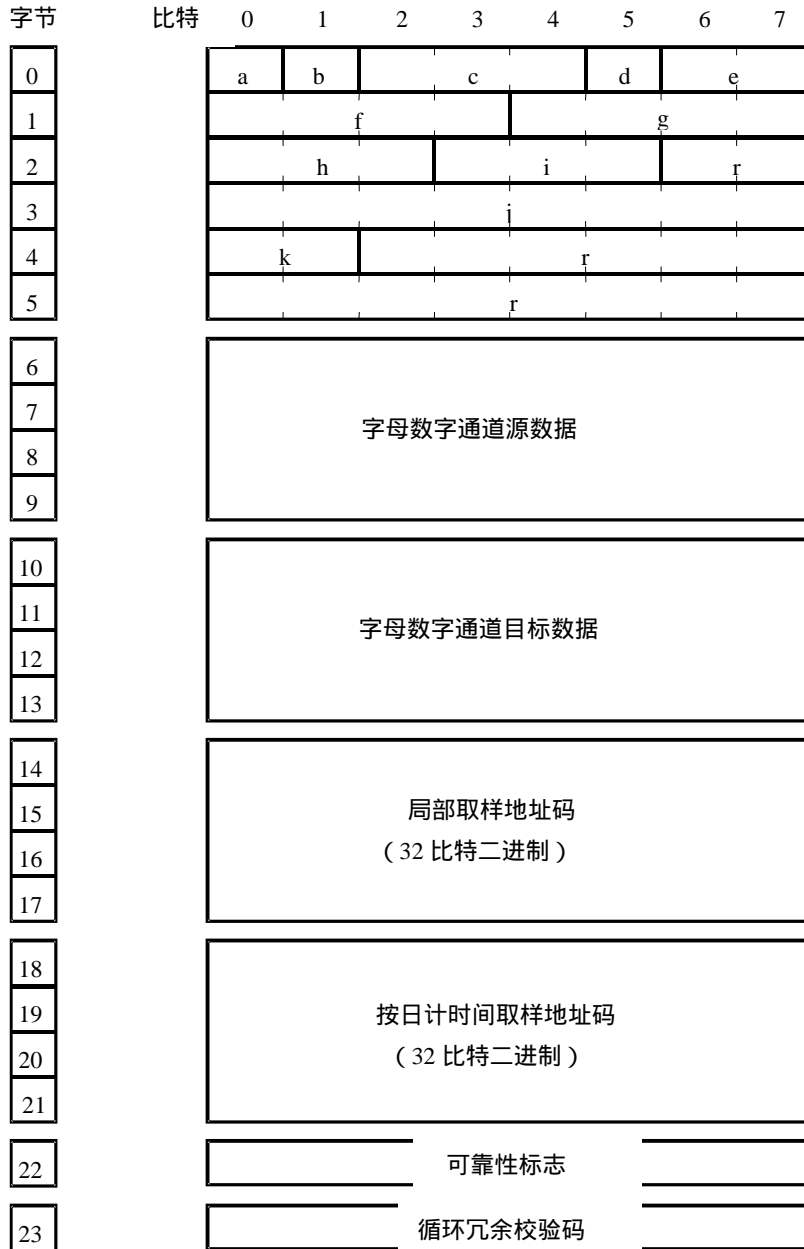 字节 比特 0 1 2 3 4 5 6 7
0 a b c d e
1 f g
2 h i r
3 j
4 k r
5 r
6
7
字母数字通道源数据
8
9
10
11
字母数字通道目标数据
12
13
14
15
局部取样地址码
16
(32 比特二进制)
17
18
19
按日计时间取样地址码
20
(32 比特二进制)
21
22 可靠性标志
23 循环冗余校验码